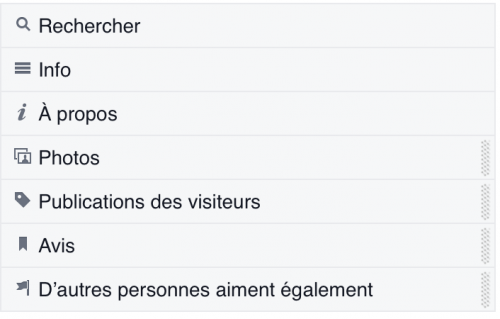 Rechercher
Info
À propos
Photos
Publications des visiteurs
Avis
D'autres personnes aiment également